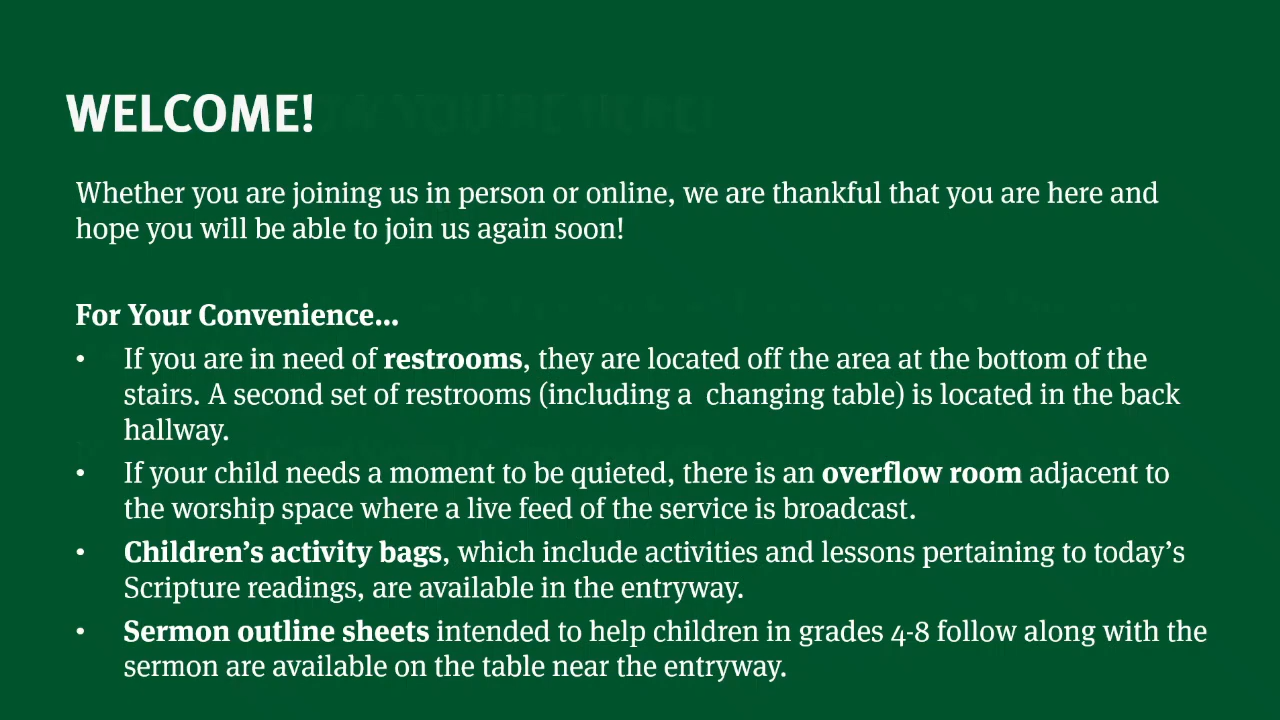 WELCOME!
Whether you are joining us in person or online, we are thankful that you are here and
hope you will be able to join us again soon!
For Your Convenience...
• If you are in need of restrooms, they are located off the area at the bottom of the
stairs. A second set of restrooms (including a  changing table) is located in the back
hallway.
• If your child needs a moment to be quieted, there is an overflow room adjacent to
the worship space where a live feed of the service is broadcast.
• Children’s activity bags, which include activities and lessons pertaining to today’s
Scripture readings, are available in the entryway.
• Sermon outline sheets intended to help children in grades 4-8 follow along with the
sermon are available on the table near the entryway.